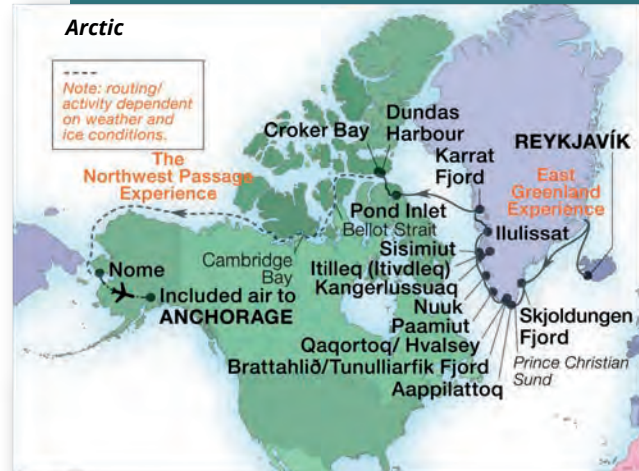 Arctic
Note: routing/
activity dependent
on weather and
ice conditions.
The
Northwest Passage
Experience
Croker Bay
Dundas
Harbour
Karrat
Fjord
REYKJAVÍK
East
Greenland
Experience
Pond Inlet
Bellot Strait
Ilulissat
Sisimiut
Cambridge
Bay
Itilleq (Itivdleq)
Kangerlussuaq
Nome
Included air to
ANCHORAGE
Nuuk
Paamiut
Skjoldungen
Fjord
Qaqortoq/ Hvalsey
Prince Christian
Sund
Brattahlið/Tunulliarfik Fjord
Aappilattoq